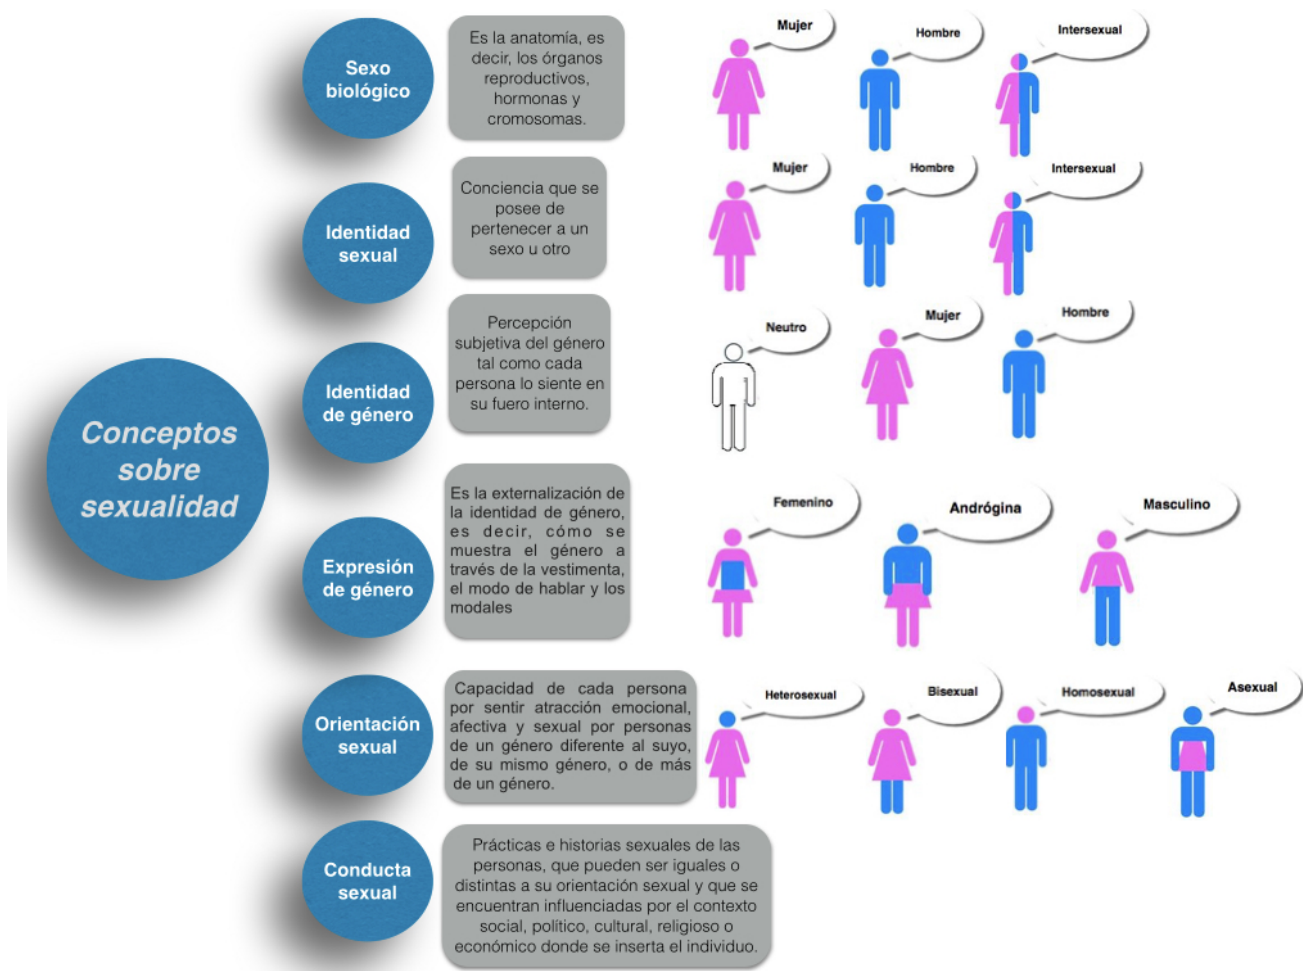 Conceptos
sobre
sexualidad
Sexo
biológico
Es la anatomía, es
decir, los órganos
reproductivos,
hormonas y
cromosomas.
Mujer
Hombre
Intersexual
Identidad
sexual
Conciencia que se
posee de
pertenecer a un
sexo u otro
Mujer
Hombre
Intersexual
Identidad
de género
Percepción
subjetiva del género
tal como cada
persona lo siente en
su fuero interno.
Neutro
Mujer
Hombre
Expresión
de género
Es la externalización de
la identidad de género,
es decir, cómo se
muestra el género a
través de la vestimenta,
el modo de hablar y los
modales
Femenino
Andrógina
Masculino
Orientación
sexual
Capacidad de cada persona
por sentir atracción emocional,
afectiva y sexual por personas
de un género diferente al suyo,
de su mismo género, o de más
de un género.
Heterosexual
Bisexual
Homosexual
Asexual
Conducta
sexual
Prácticas e historias sexuales de las
personas, que pueden ser iguales o
distintas a su orientación sexual y que se
encuentran influenciadas por el contexto
social, político, cultural, religioso o
económico donde se inserta el individuo.